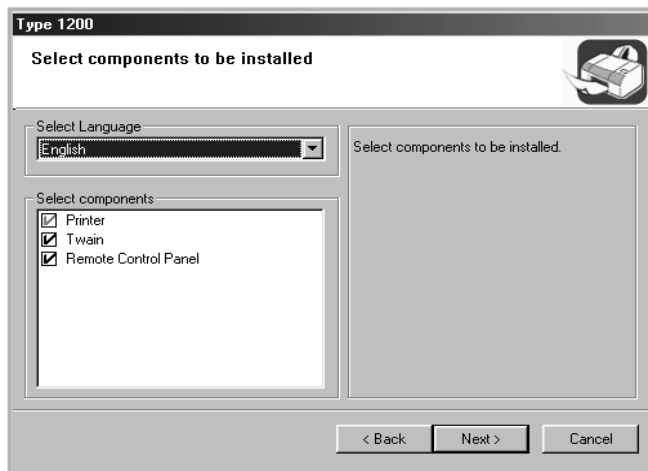 Type 1200
Select components to be installed
Select Language
English
Select components to be installed.
Select components
Printer
Twain
Remote Control Panel
< Back
Next >
Cancel